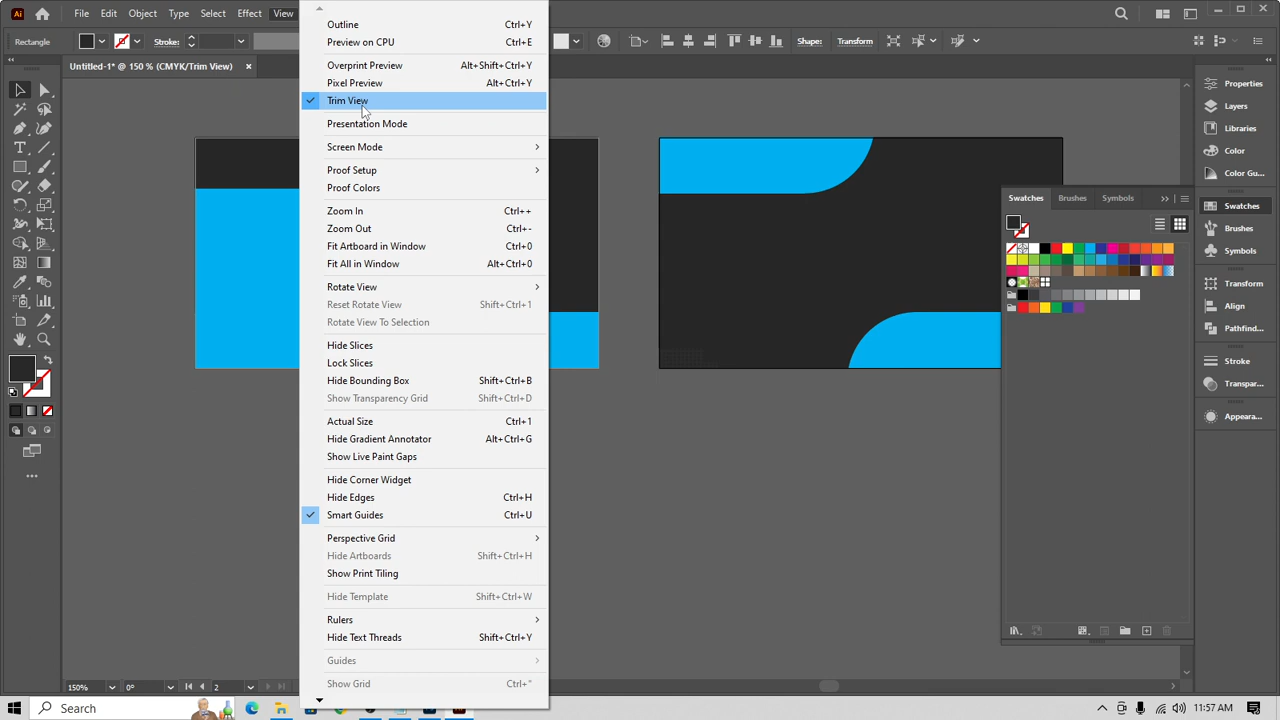 Ai File Edit Object Type Select Effect View
Rectangle Stroke: Shape: Transform
Untitled-1* @ 150 % (CMYK/Trim View) ×
Outline Ctrl+Y
Preview on CPU Ctrl+E
Overprint Preview Alt+Shift+Ctrl+Y
Pixel Preview Alt+Ctrl+Y
Trim View
Presentation Mode
Screen Mode
Proof Setup
Proof Colors
Zoom In Ctrl++
Zoom Out Ctrl+-
Fit Artboard in Window Ctrl+0
Fit All in Window Alt+Ctrl+0
Rotate View
Reset Rotate View Shift+Ctrl+1
Rotate View To Selection
Hide Slices
Lock Slices
Hide Bounding Box Shift+Ctrl+B
Show Transparency Grid Shift+Ctrl+D
Actual Size Ctrl+1
Hide Gradient Annotator Alt+Ctrl+G
Show Live Paint Gaps
Hide Corner Widget
Hide Edges Ctrl+H
Smart Guides Ctrl+U
Perspective Grid
Hide Artboards Shift+Ctrl+H
Show Print Tiling
Hide Template Shift+Ctrl+W
Rulers
Hide Text Threads Shift+Ctrl+Y
Guides
Show Grid Ctrl+"
Swatches Brushes Symbols
Properties
Layers
Libraries
Color
Color Gu...
Swatches
Brushes
Symbols
Transform
Align
Pathfind...
Stroke
Transpar...
Appeara...
150% 0° 2
Search 11:57 AM